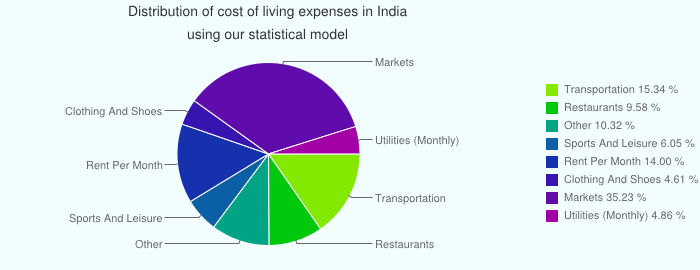 Distribution of cost of living expenses in India
using our statistical model
Markets
Clothing And Shoes
Utilities (Monthly)
Rent Per Month
Transportation
Sports And Leisure
Other
Restaurants
Transportation 15.34 %
Restaurants 9.58 %
Other 10.32 %
Sports And Leisure 6.05 %
Rent Per Month 14.00 %
Clothing And Shoes 4.61 %
Markets 35.23 %
Utilities (Monthly) 4.86 %